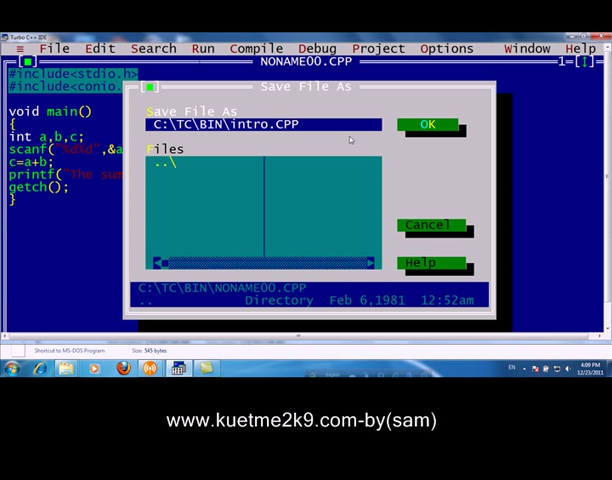 Turbo C++ IDE
≡ File Edit Search Run Compile Debug Project Options Window Help
NONAME00.CPP 1=[↕]
#include<stdio.h>
#include<conio.
void main()
{
int a,b,c;
scanf("%d%d",&a
c=a+b;
printf("The sum
getch();
}
Save File As
Save File As
C:\TC\BIN\intro.CPP
OK
Files
..\
Cancel
Help
C:\TC\BIN\NONAME00.CPP
.. Directory Feb 6,1981 12:52am
Shortcut to MS-DOS Program Size: 545 bytes
EN
4:09 PM
12/23/2011
www.kuetme2k9.com-by(sam)